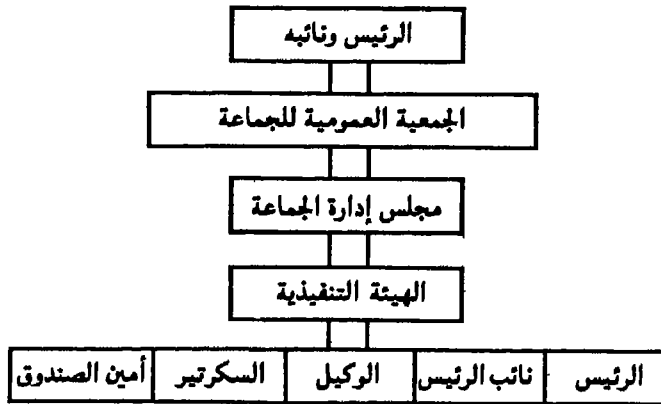 الرئيس ونائبه
الجمعية العمومية للجماعة
مجلس إدارة الجماعة
الهيئة التنفيذية
الرئيس
نائب الرئيس
الوكيل
السكرتير
أمين الصندوق